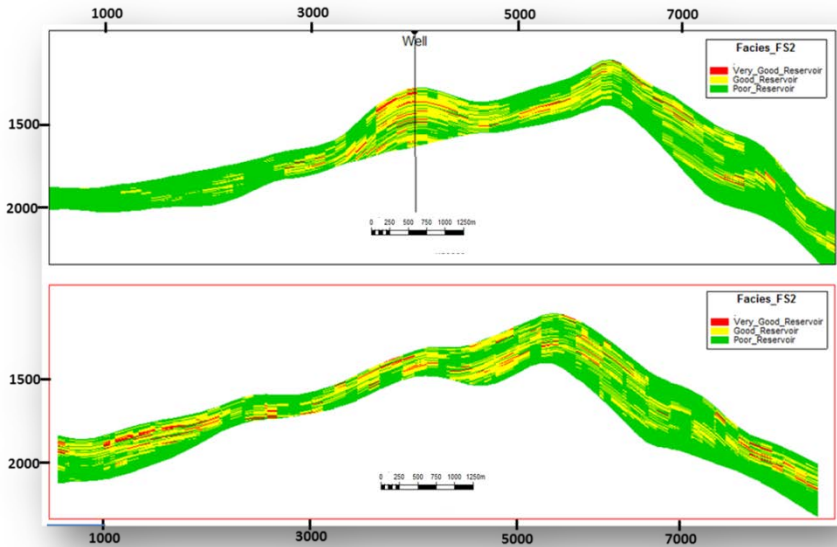 1000 3000 5000 7000
Well
Facies_FS2
Very_Good_Reservoir
Good_Reservoir
Poor_Reservoir
1500
2000
0 250 500 750 1000 1250m
Facies_FS2
Very_Good_Reservoir
Good_Reservoir
Poor_Reservoir
1500
2000
0 250 500 750 1000 1250m
1000 3000 5000 7000